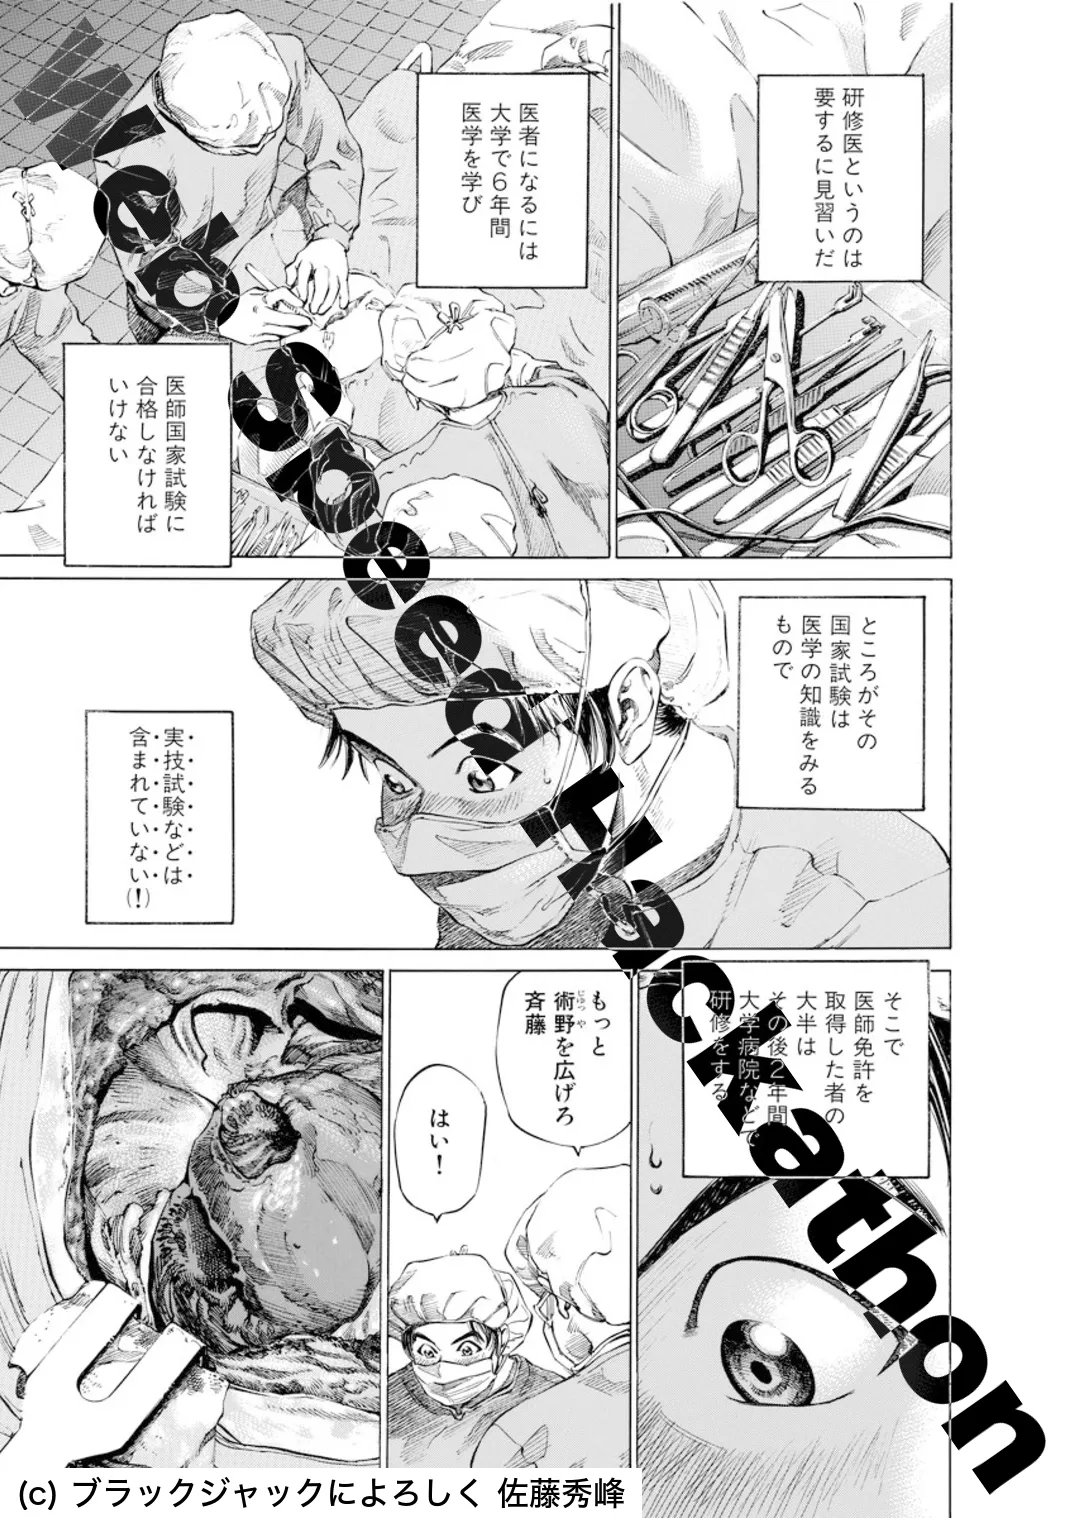 研修医というのは
要するに見習いだ
医者になるには
大学で6年間
医学を学び
医師国家試験に
合格しなければ
いけない
ところがその
国家試験は
医学の知識をみる
もので
実技試験などは
含まれていない(！)
そこで
医師免許を
取得した者の
大半は
その後2年間
大学病院などで
研修をする
もっと
術野を広げろ
じゅつや
斉藤
はい！
(c) ブラックジャックによろしく 佐藤秀峰